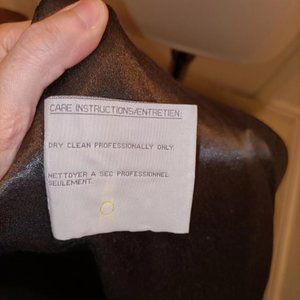 CARE INSTRUCTIONS/ENTRETIEN:
DRY CLEAN PROFESSIONALLY ONLY
NETTOYER A SEC PROFESSIONNEL
SEULEMENT.